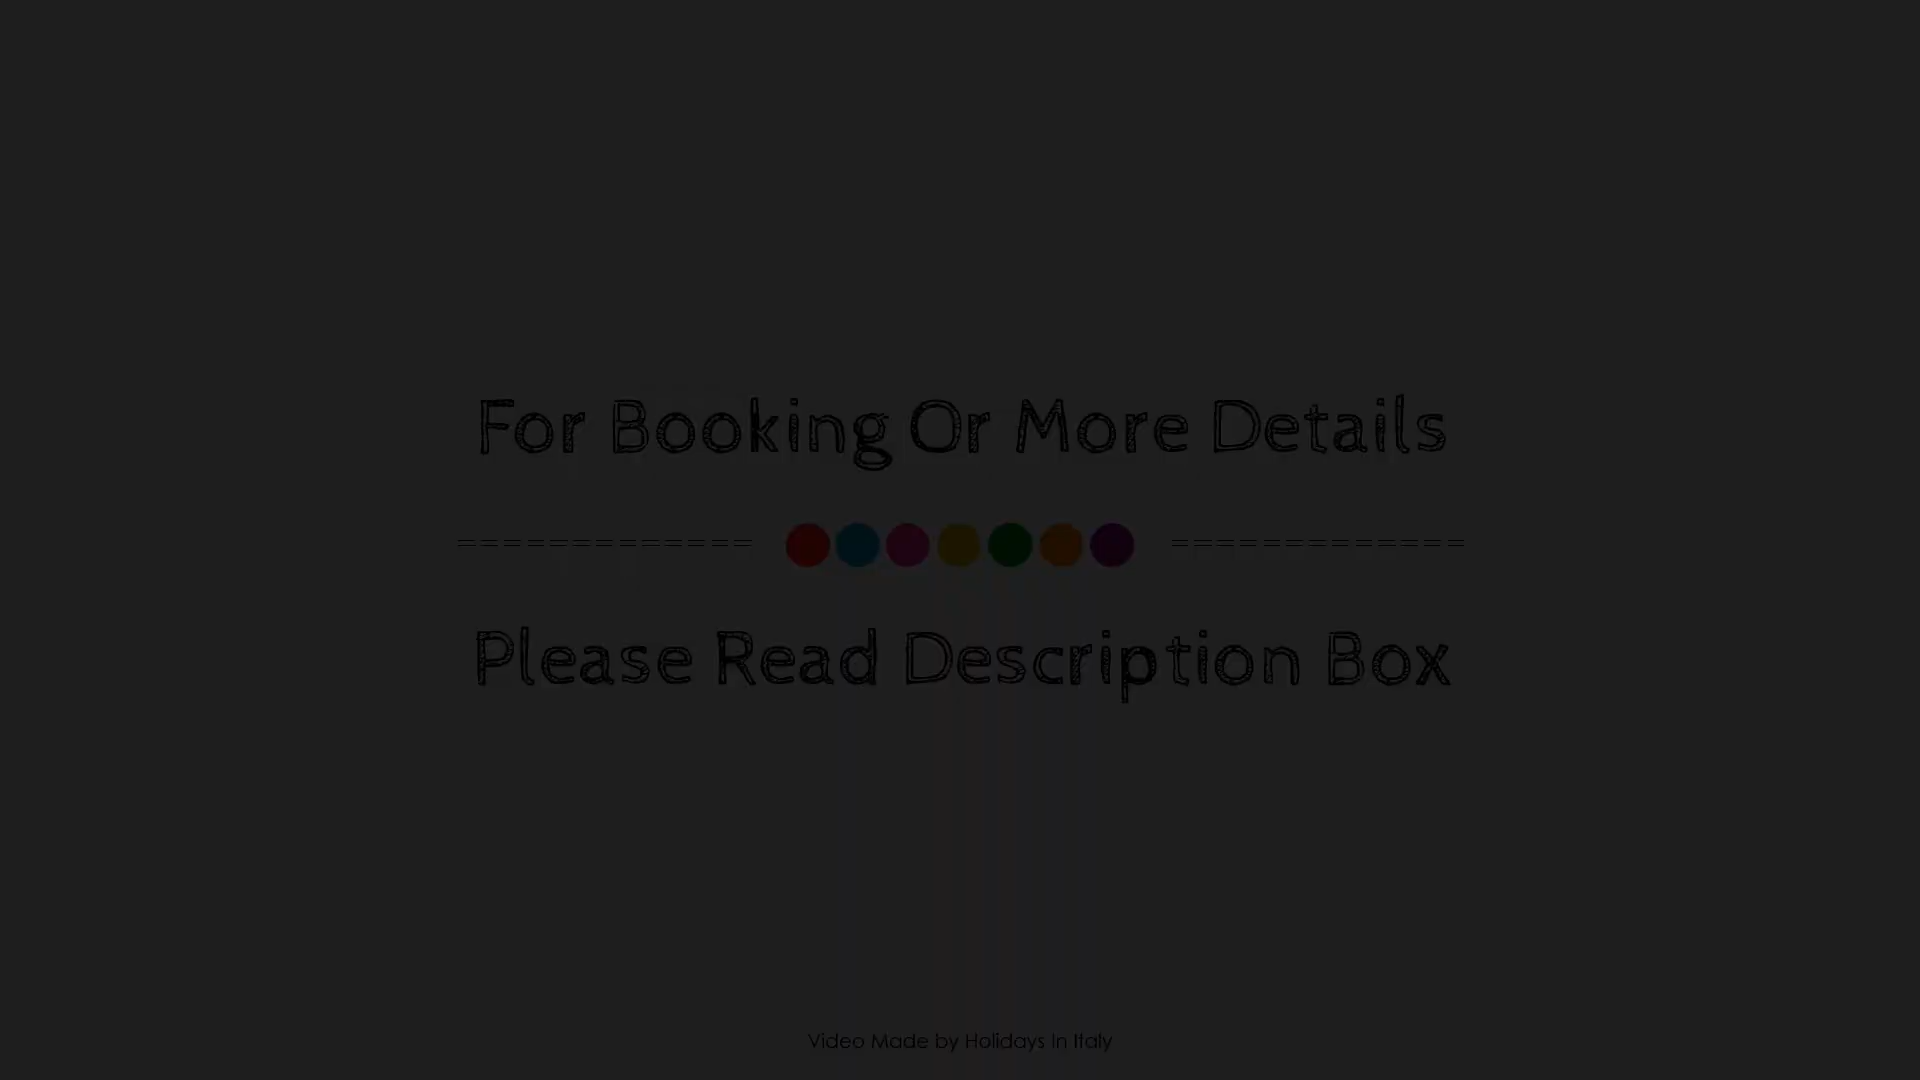 For Booking Or More Details
============= =============
Please Read Description Box
Video Made by Holidays In Italy